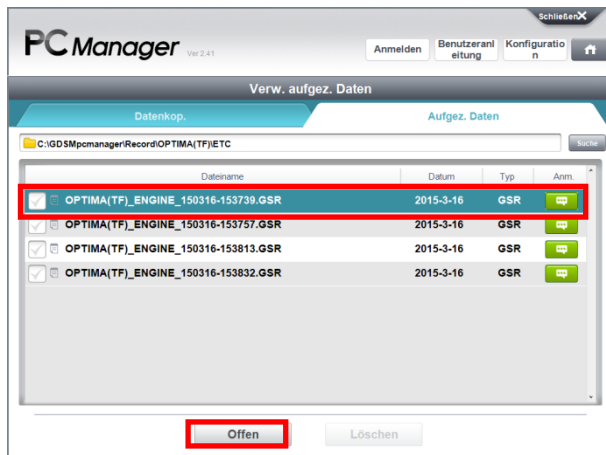 Schließen X
PC Manager Ver 2.41
Anmelden
Benutzeranl
eitung
Konfiguratio
n
Verw. aufgez. Daten
Datenkop.
Aufgez. Daten
C:\GDSMpcmanager\Record\OPTIMA(TF)\ETC
Suche
Dateiname Datum Typ Anm.
OPTIMA(TF)_ENGINE_150316-153739.GSR 2015-3-16 GSR
OPTIMA(TF)_ENGINE_150316-153757.GSR 2015-3-16 GSR
OPTIMA(TF)_ENGINE_150316-153813.GSR 2015-3-16 GSR
OPTIMA(TF)_ENGINE_150316-153832.GSR 2015-3-16 GSR
Offen
Löschen